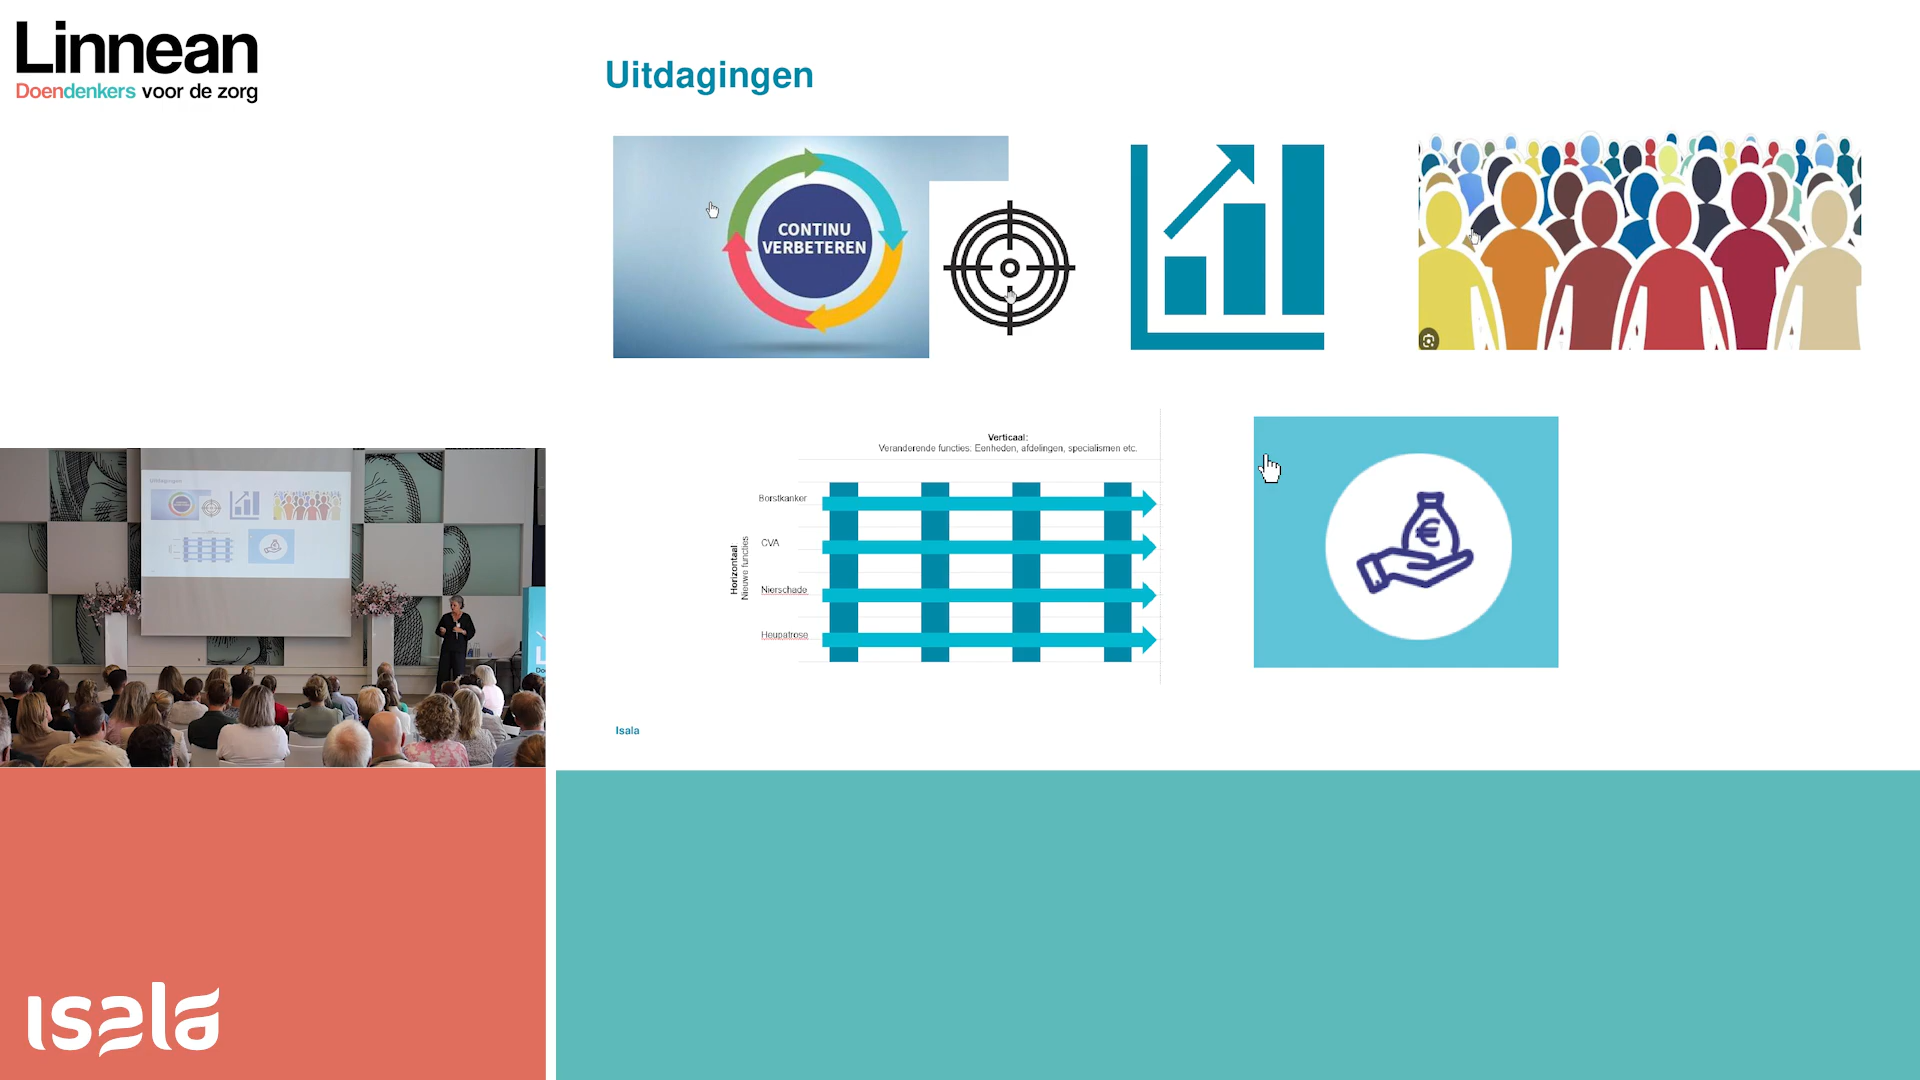 Linnean
Doendenkers voor de zorg
Uitdagingen
CONTINU
VERBETEREN
Verticaal:
Veranderende functies: Eenheden, afdelingen, specialismen etc.
Horizontaal
Nieuwe functies
Borstkanker
CVA
Nierschade
Heupatrose
€
Isala
isala